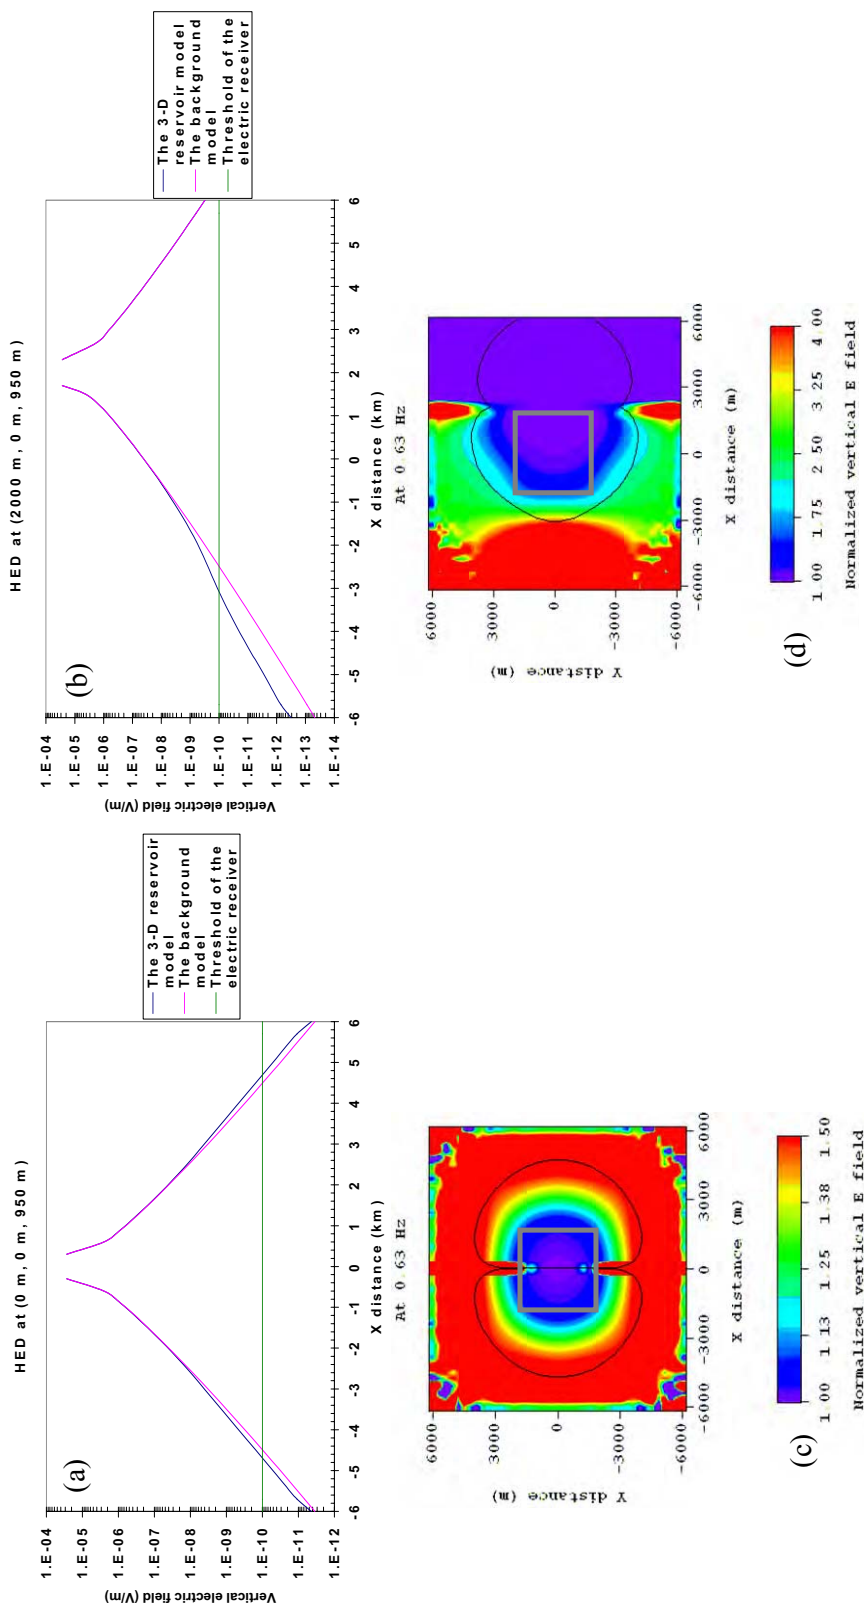 HED at (0 m, 0 m, 950 m)
(a)
Vertical electric field (V/m)
1.E-04
1.E-05
1.E-06
1.E-07
1.E-08
1.E-09
1.E-10
1.E-11
1.E-12
-6 -5 -4 -3 -2 -1 0 1 2 3 4 5 6
X distance (km)
The 3-D reservoir
model
The background
model
Threshold of the
electric receiver
HED at (2000 m, 0 m, 950 m)
(b)
Vertical electric field (V/m)
1.E-04
1.E-05
1.E-06
1.E-07
1.E-08
1.E-09
1.E-10
1.E-11
1.E-12
1.E-13
1.E-14
-6 -5 -4 -3 -2 -1 0 1 2 3 4 5 6
X distance (km)
The 3-D
reservoir model
The background
model
Threshold of the
electric receiver
At 0.63 Hz
(c)
Y distance (m)
6000
3000
0
-3000
-6000
-6000 -3000 0 3000 6000
X distance (m)
1.00 1.13 1.25 1.38 1.50
Normalized vertical E field
At 0.63 Hz
(d)
Y distance (m)
6000
3000
0
-3000
-6000
-6000 -3000 0 3000 6000
X distance (m)
1.00 1.75 2.50 3.25 4.00
Normalized vertical E field